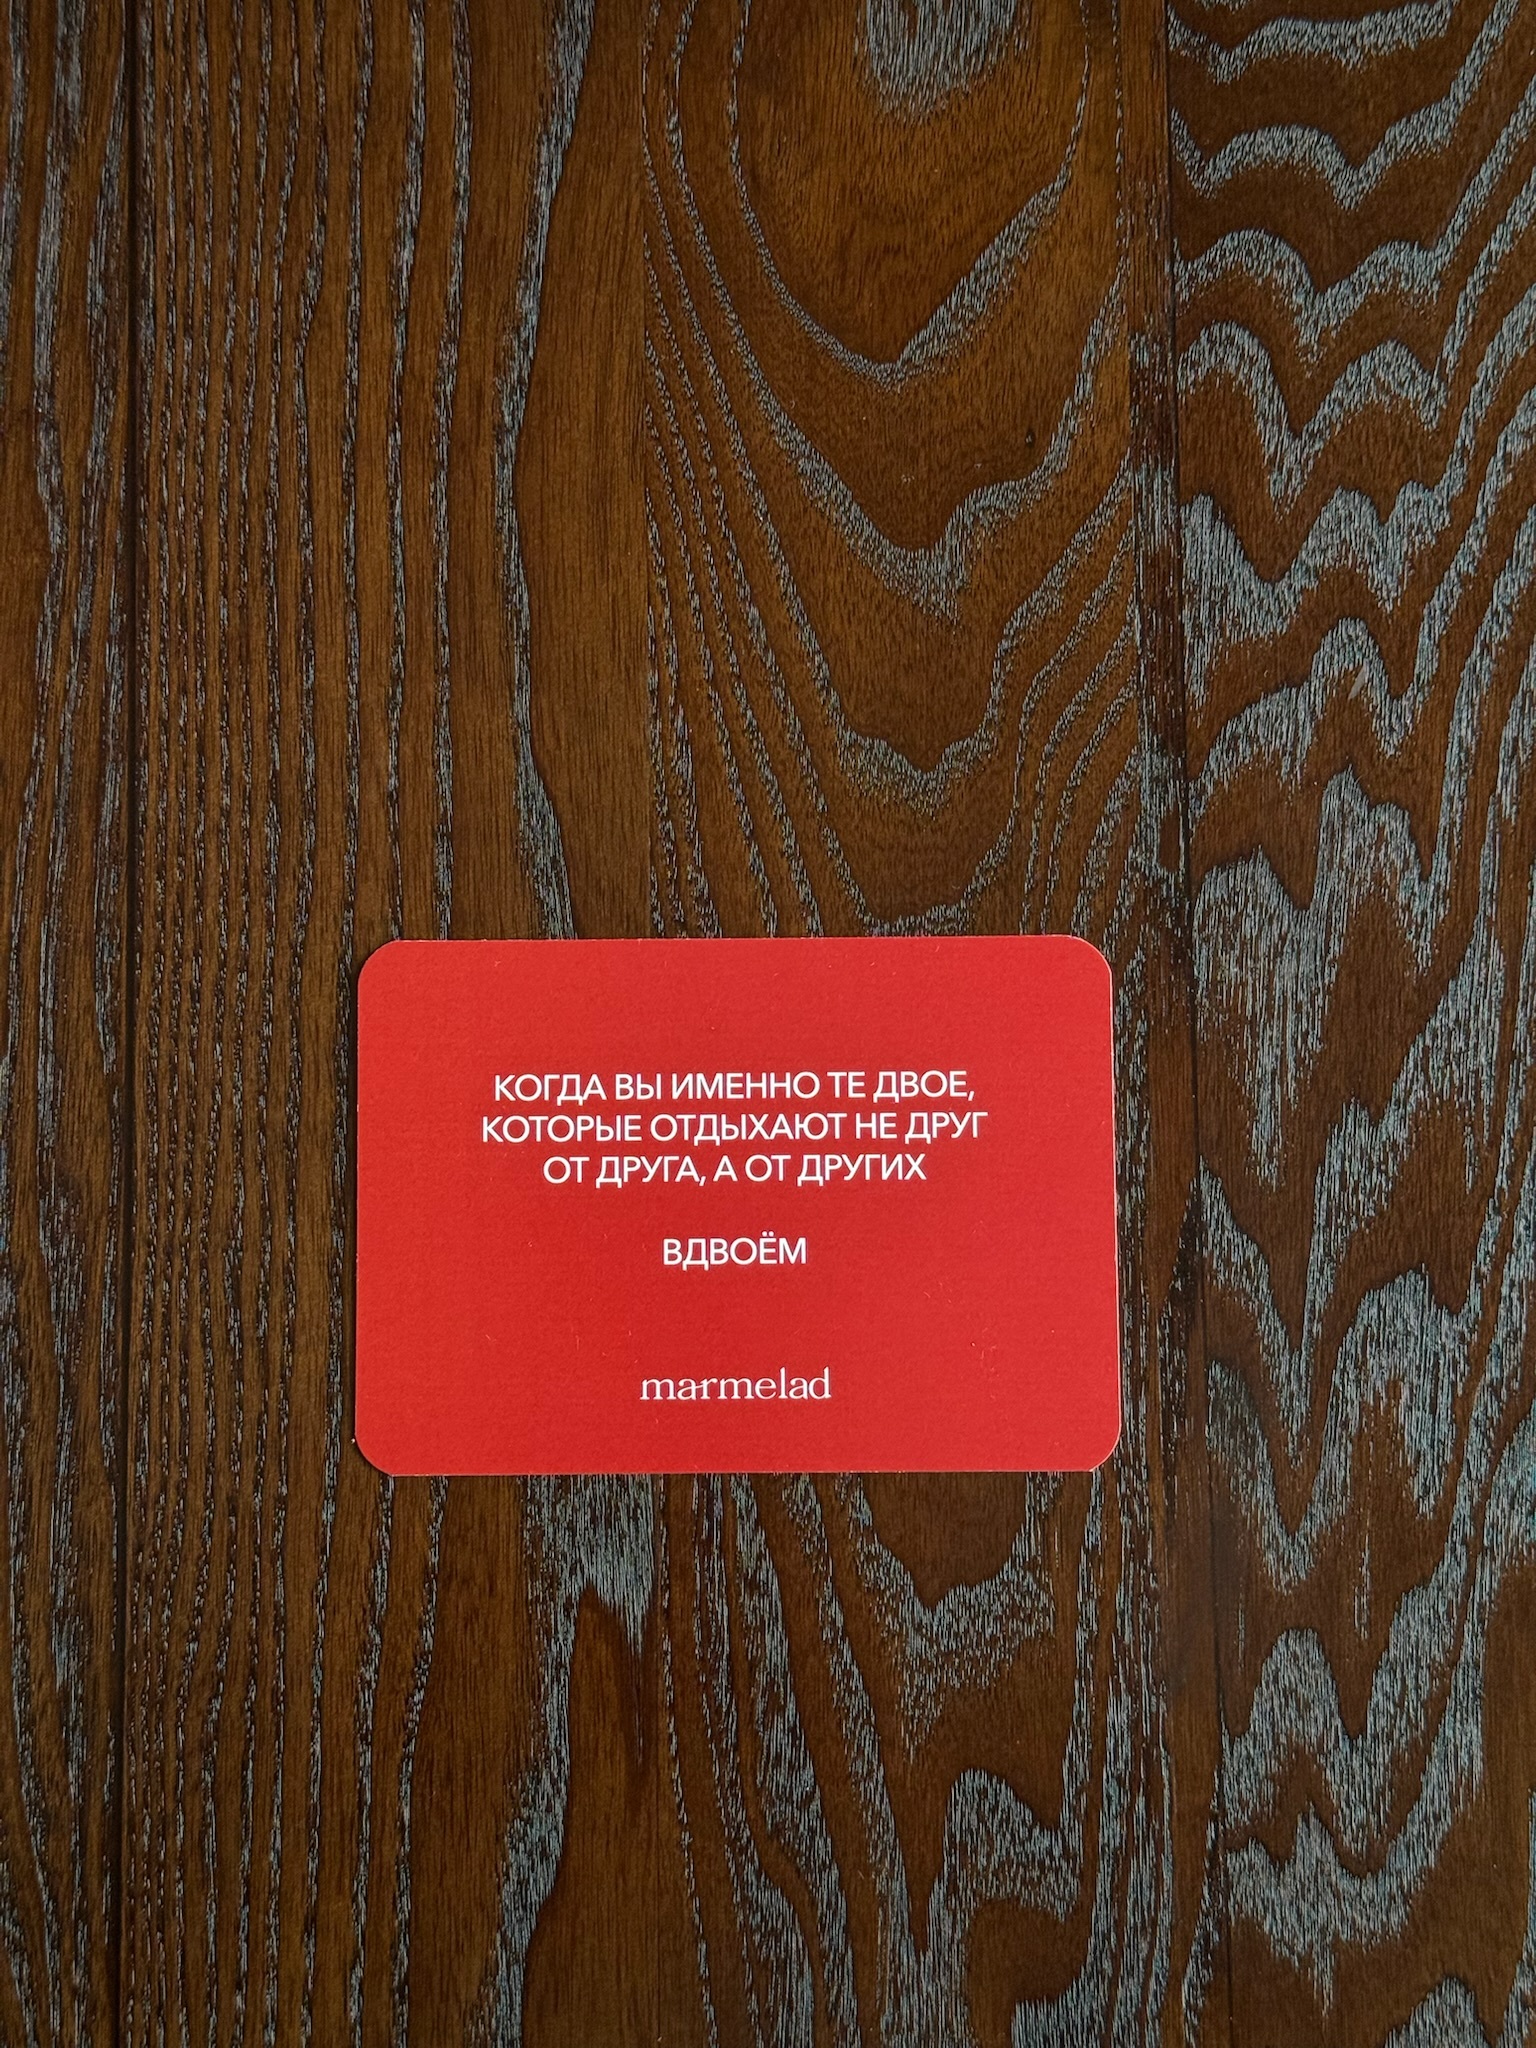 КОГДА ВЫ ИМЕННО ТЕ ДВОЕ,
КОТОРЫЕ ОТДЫХАЮТ НЕ ДРУГ
ОТ ДРУГА, А ОТ ДРУГИХ
ВДВОЁМ
marmelad